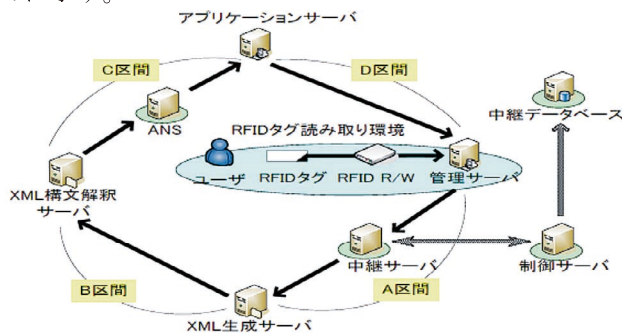 アプリケーションサーバ
C区間
D区間
ANS
中継データベース
RFIDタグ読み取り環境
ユーザ
RFIDタグ
RFID R/W
管理サーバ
XML構文解釈
サーバ
中継サーバ
制御サーバ
B区間
A区間
XML生成サーバ